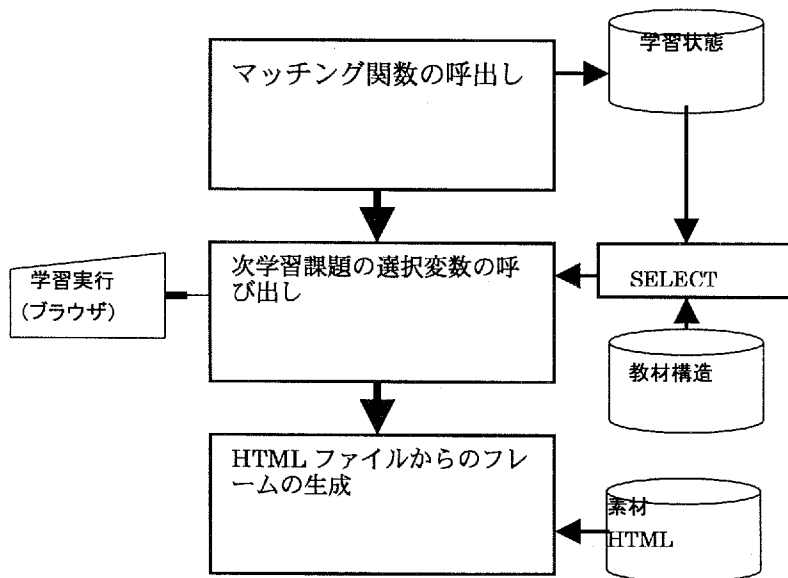 マッチング関数の呼出し
学習状態
学習実行
(ブラウザ)
次学習課題の選択変数の呼
び出し
SELECT
教材構造
HTML ファイルからのフレ
ームの生成
素材
HTML